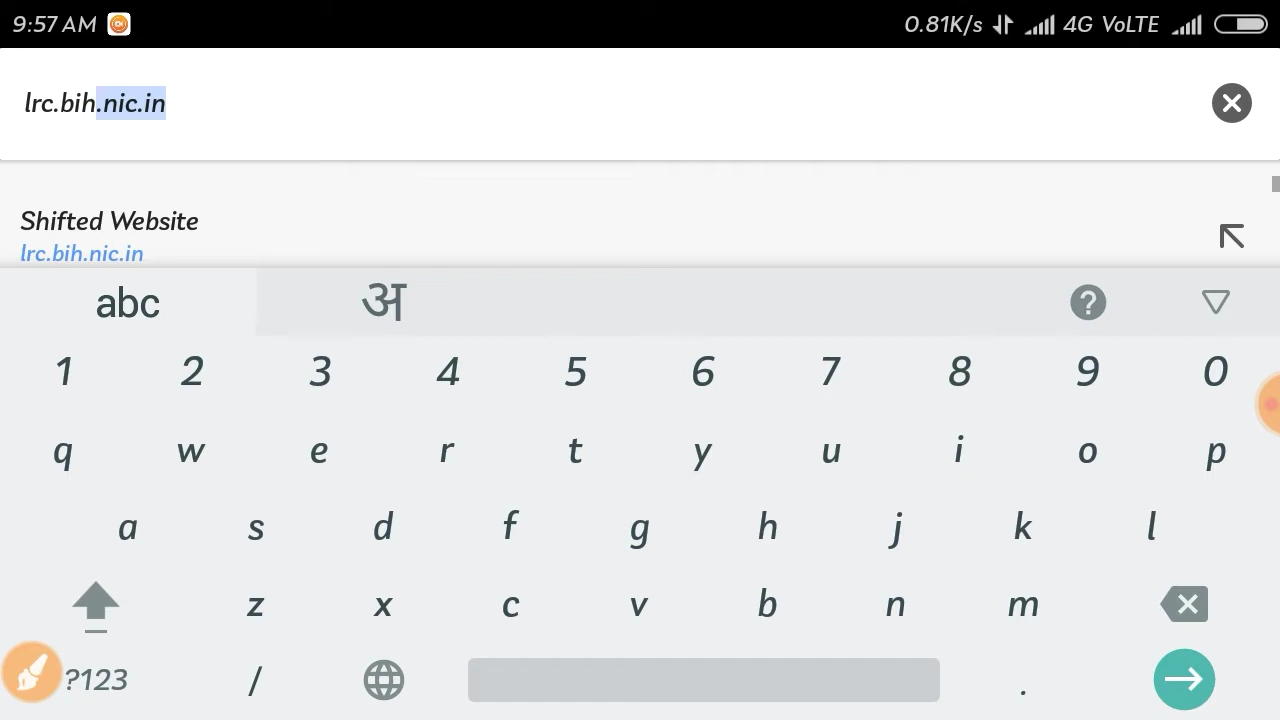 9:57 AM 0.81K/s 4G VoLTE
lrc.bih.nic.in
Shifted Website
lrc.bih.nic.in
abc अ
1 2 3 4 5 6 7 8 9 0
q w e r t y u i o p
a s d f g h j k l
z x c v b n m
?123 / .